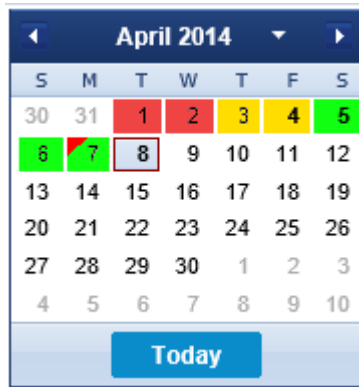 April 2014
S M T W T F S
30 31 1 2 3 4 5
6 7 8 9 10 11 12
13 14 15 16 17 18 19
20 21 22 23 24 25 26
27 28 29 30 1 2 3
4 5 6 7 8 9 10
Today